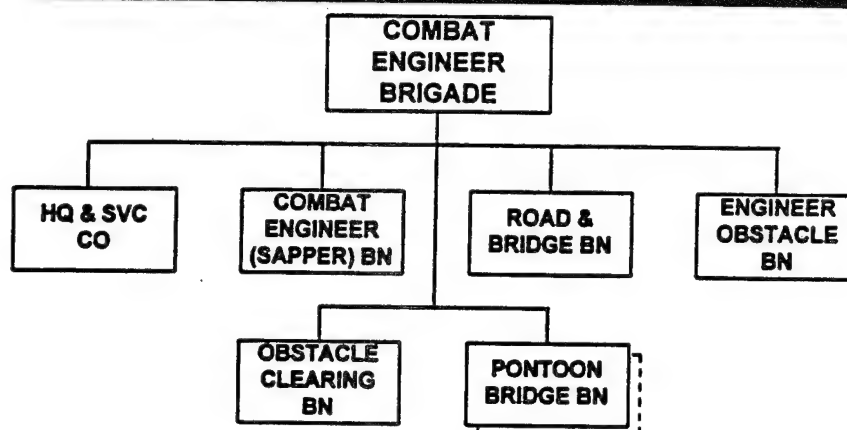 COMBAT
ENGINEER
BRIGADE
HQ & SVC
CO
COMBAT
ENGINEER
(SAPPER) BN
ROAD &
BRIDGE BN
ENGINEER
OBSTACLE
BN
OBSTACLE
CLEARING
BN
PONTOON
BRIDGE BN